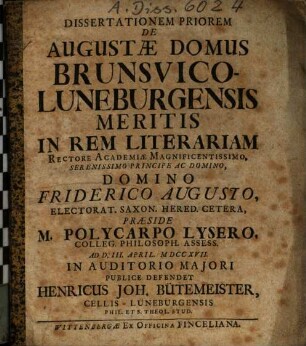 A. Diss. 6024
DISSERTATIONEM PRIOREM
DE
AUGUSTÆ DOMUS
BRUNSVICO-
LUNEBURGENSIS
MERITIS
IN REM LITERARIAM
RECTORE ACADEMIÆ MAGNIFICENTISSIMO,
SERENISSIMO PRINCIPE AC DOMINO,
DOMINO
FRIDERICO AUGUSTO,
ELECTORAT. SAXON. HERED. CETERA,
PRÆSIDE
M. POLYCARPO LYSERO,
COLLEG. PHILOSOPH. ASSESS.
AD D. III. APRIL. MDCCXVII.
IN AUDITORIO MAJORI
PUBLICE DEFENDET
HENRICUS JOH. BÜTEMEISTER,
CELLIS-LUNEBURGENSIS
PHIL. ET S. THEOL. STUD.
WITTENBERGÆ EX OFFICINA FINCELIANA.